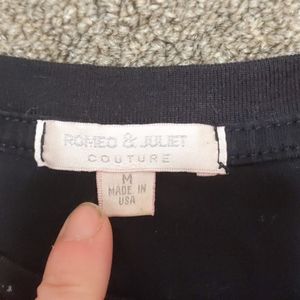 ROMEO & JULIET
COUTURE
M
MADE IN
USA